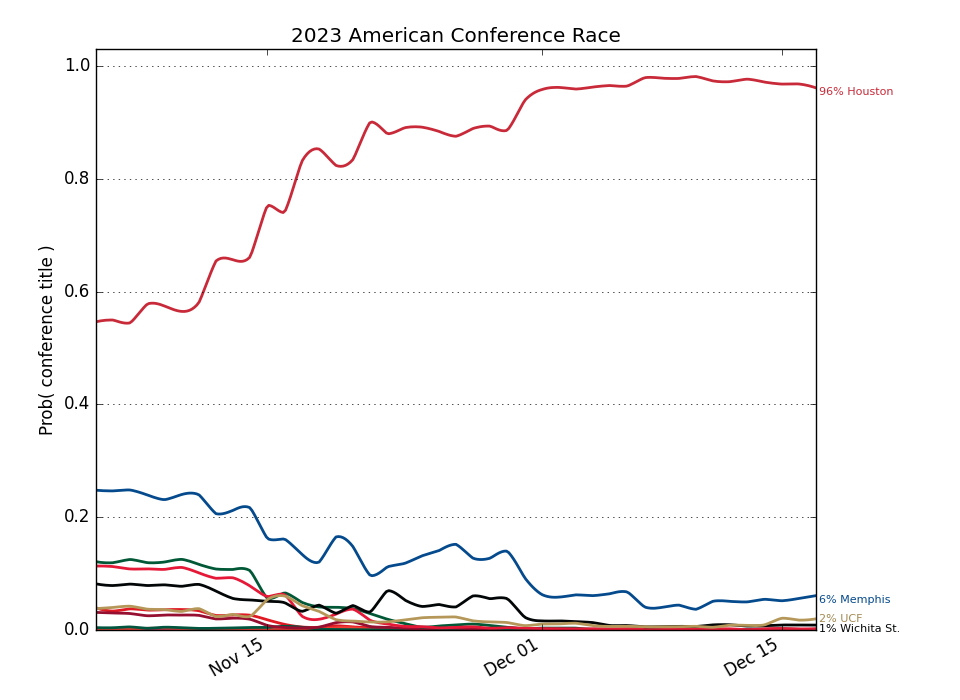 2023 American Conference Race
1.0
0.8
0.6
0.4
0.2
0.0
Prob( conference title )
96% Houston
6% Memphis
2% UCF
1% Wichita St.
Nov 15
Dec 01
Dec 15